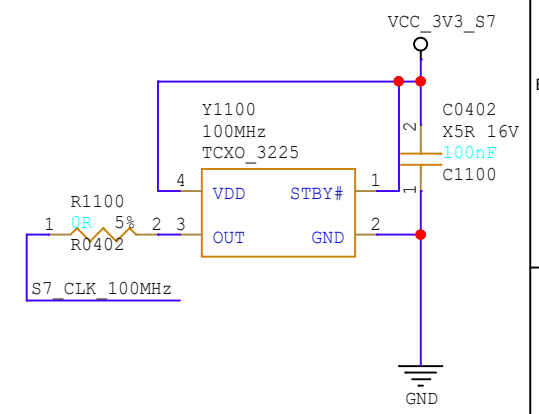 VCC_3V3_S7
Y1100
100MHz
TCXO_3225
C0402
X5R 16V
100nF
C1100
2
1
4
VDD
STBY#
1
3
OUT
GND
2
R1100
0R 5%
1
2
R0402
S7_CLK_100MHz
GND